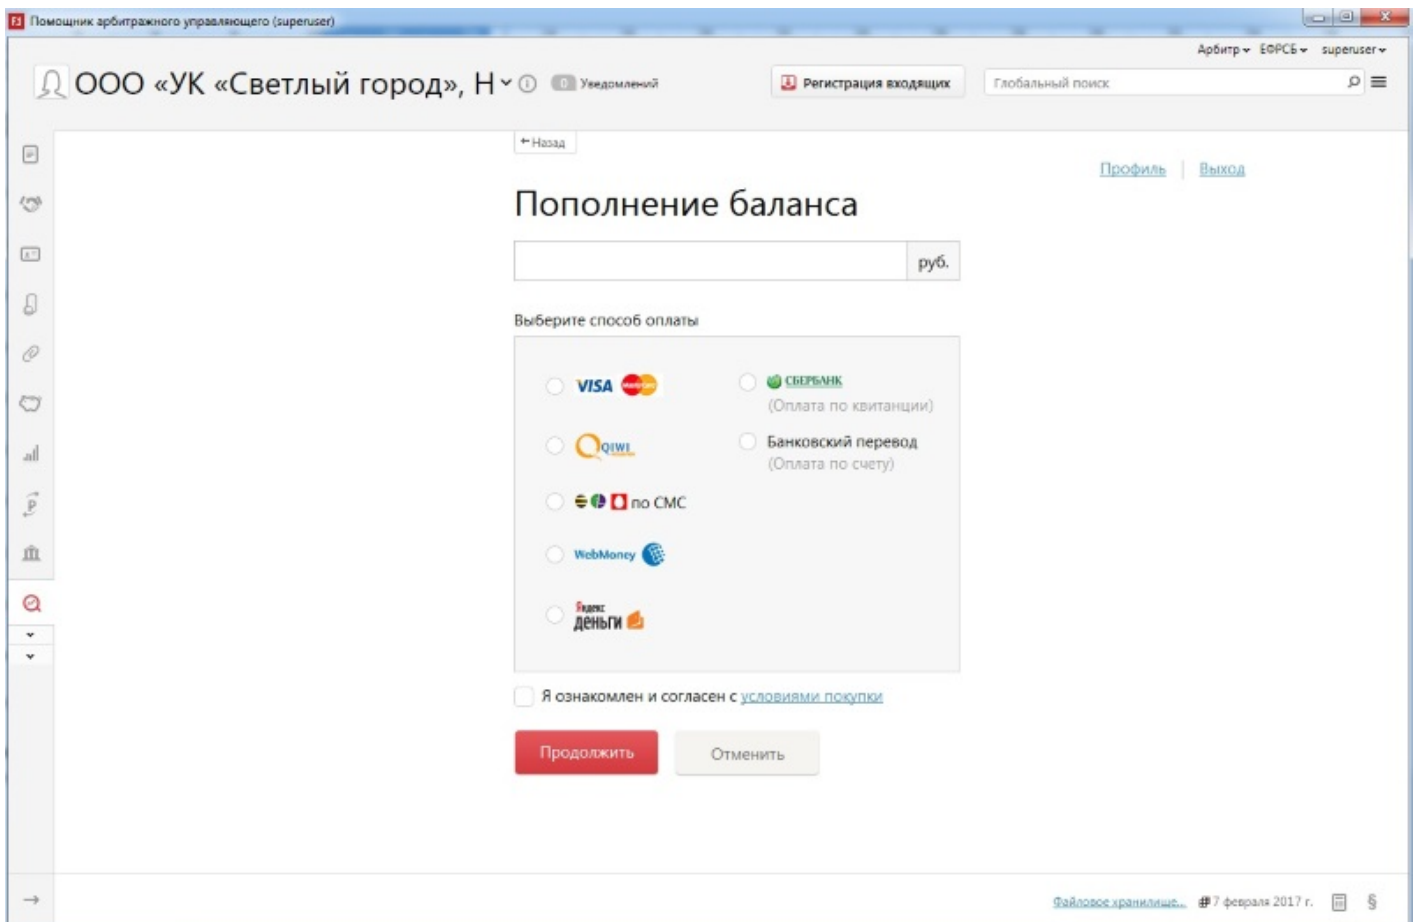 Помощник арбитражного управляющего (superuser)
Арбитр ЕФРСБ superuser
ООО «УК «Светлый город», Н 0 Уведомлений Регистрация входящих Глобальный поиск
Назад
Профиль Выход
Пополнение баланса
руб.
Выберите способ оплаты
VISA MasterCard СБЕРБАНК
(Оплата по квитанции)
QIWI Банковский перевод
(Оплата по счету)
по СМС
WebMoney
Яндекс
деньги
Я ознакомлен и согласен с условиями покупки
Продолжить Отменить
Файловое хранилище... # 7 февраля 2017 г. §